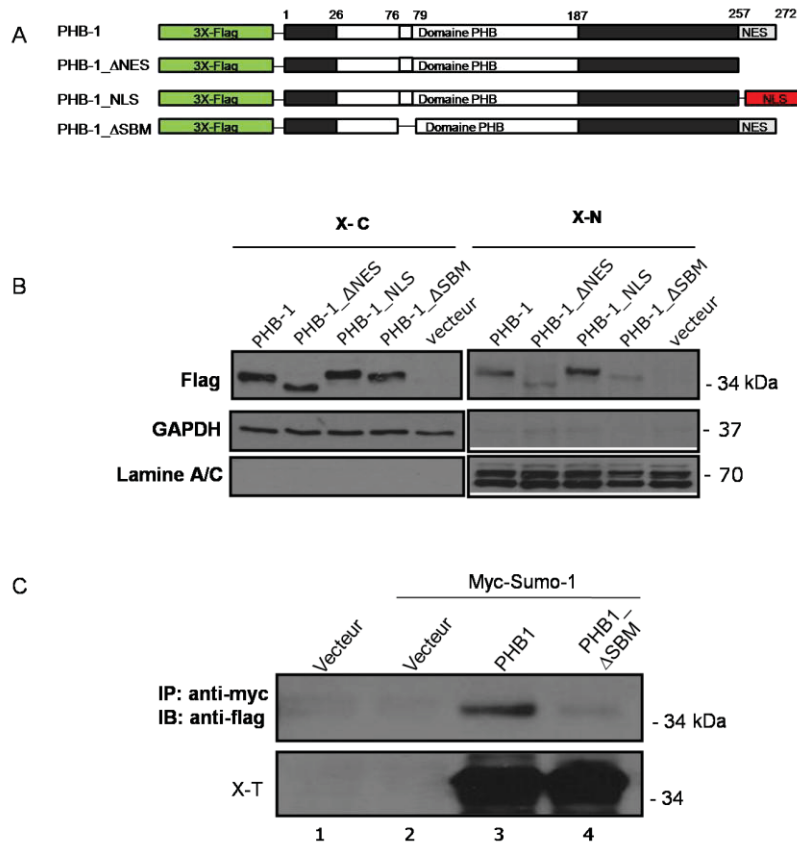 A
1 26 76 79 187 257 272
PHB-1 3X-Flag Domaine PHB NES
PHB-1_ΔNES 3X-Flag Domaine PHB
PHB-1_NLS 3X-Flag Domaine PHB NLS
PHB-1_ΔSBM 3X-Flag Domaine PHB NES
B
X- C X-N
PHB-1 PHB-1_ΔNES PHB-1_NLS PHB-1_ΔSBM vecteur PHB-1 PHB-1_ΔNES PHB-1_NLS PHB-1_ΔSBM vecteur
Flag - 34 kDa
GAPDH - 37
Lamine A/C - 70
C
Myc-Sumo-1
Vecteur Vecteur PHB1 PHB1_
ΔSBM
IP: anti-myc
IB: anti-flag - 34 kDa
X-T - 34
1 2 3 4